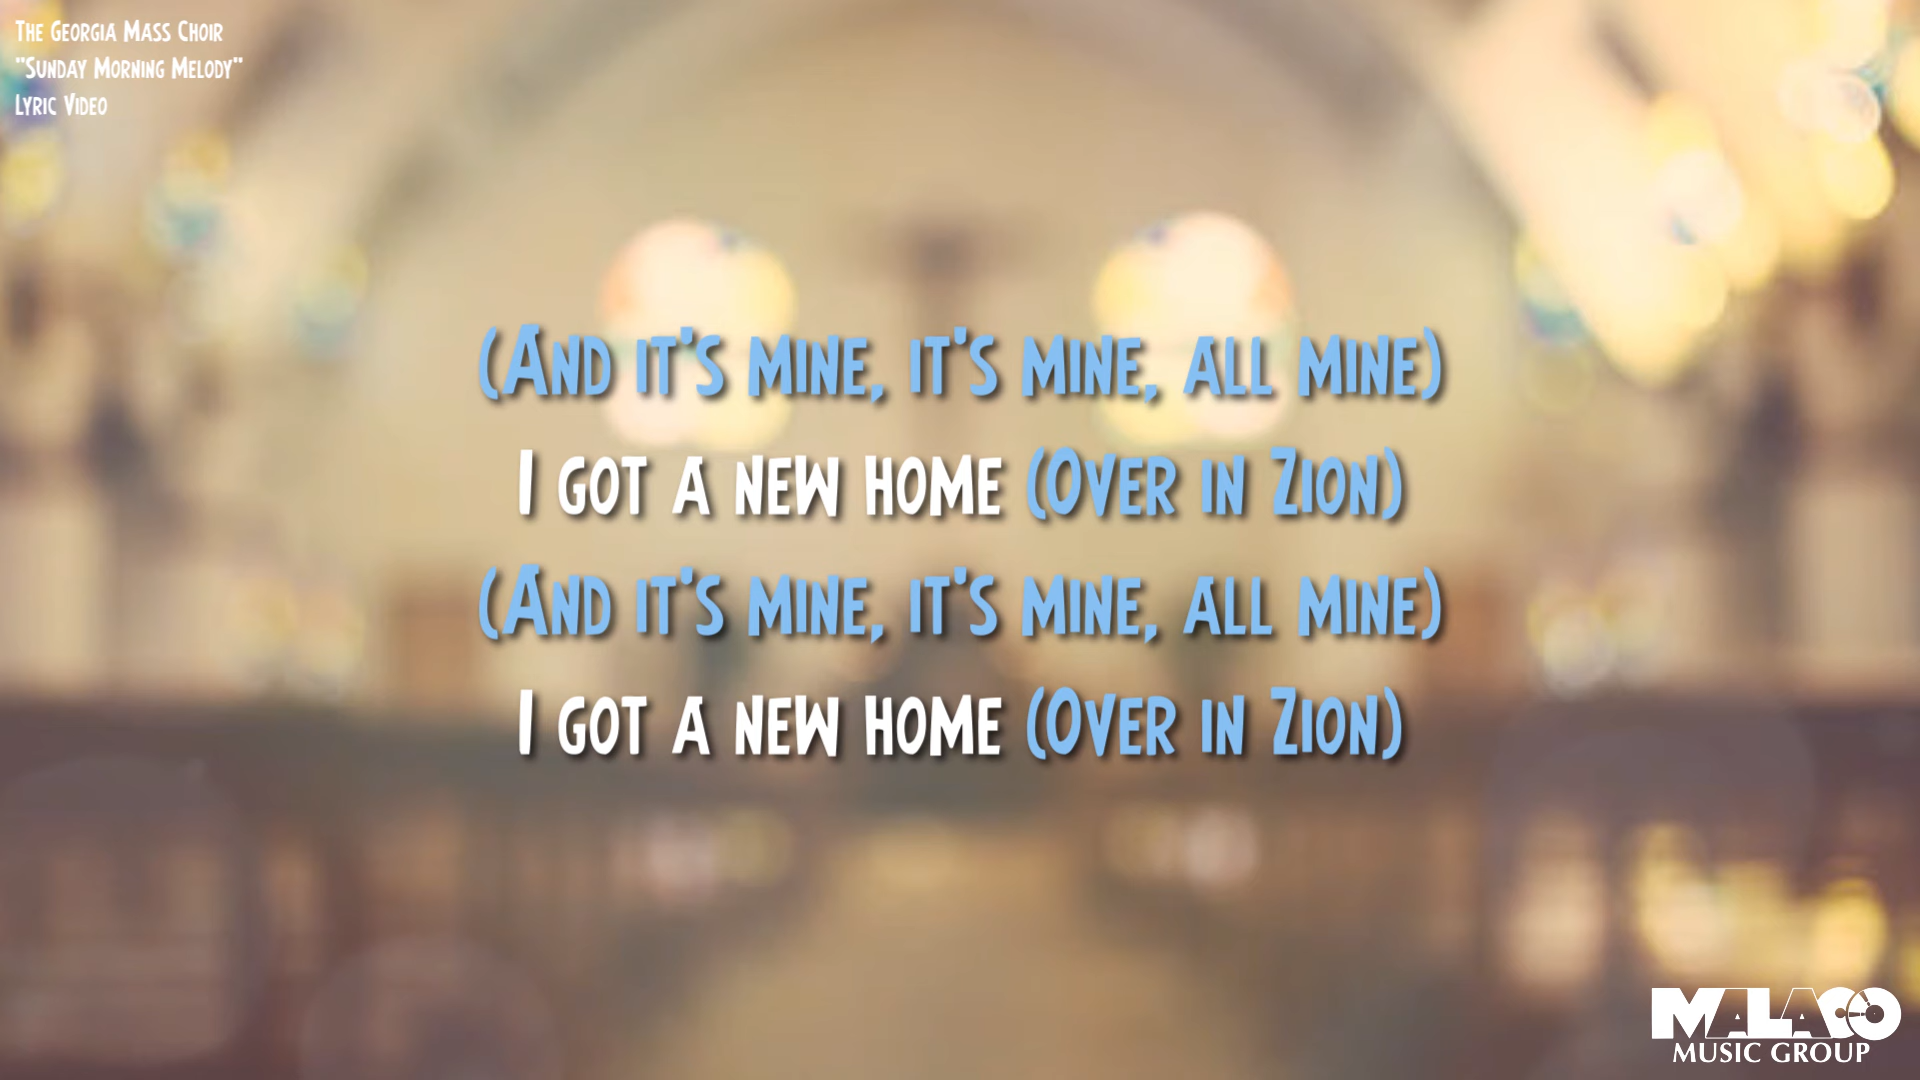 The Georgia Mass Choir
"Sunday Morning Melody"
Lyric Video
(And it's mine, it's mine, all mine)
I got a new home (Over in Zion)
(And it's mine, it's mine, all mine)
I got a new home (Over in Zion)
MALACO
MUSIC GROUP